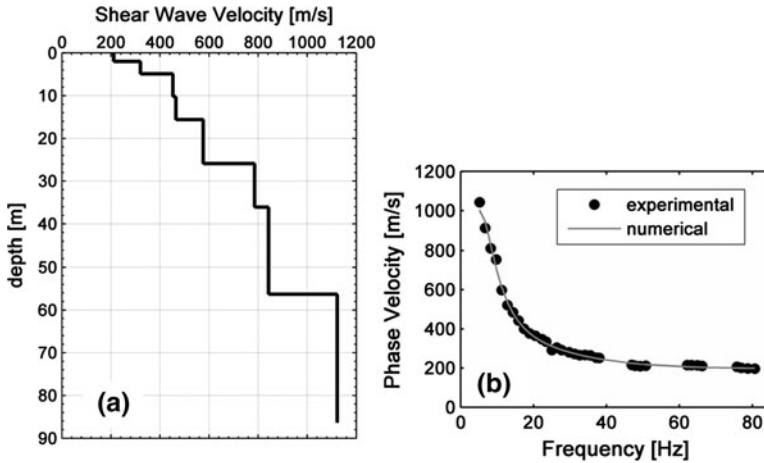 Shear Wave Velocity [m/s]
0 200 400 600 800 1000 1200
0
10
20
30
40
50
60
70
80
90
depth [m]
(a)
1200
1000
800
600
400
200
0
Phase Velocity [m/s]
experimental
numerical
(b)
0 20 40 60 80
Frequency [Hz]